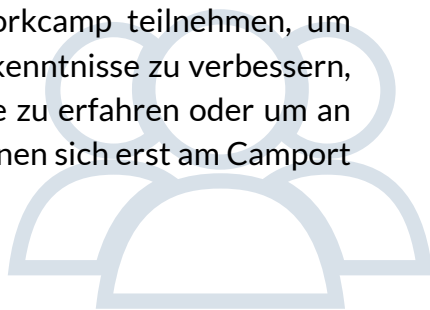 orkcamp teilnehmen, um
kenntnisse zu verbessern,
e zu erfahren oder um an
nen sich erst am Camport